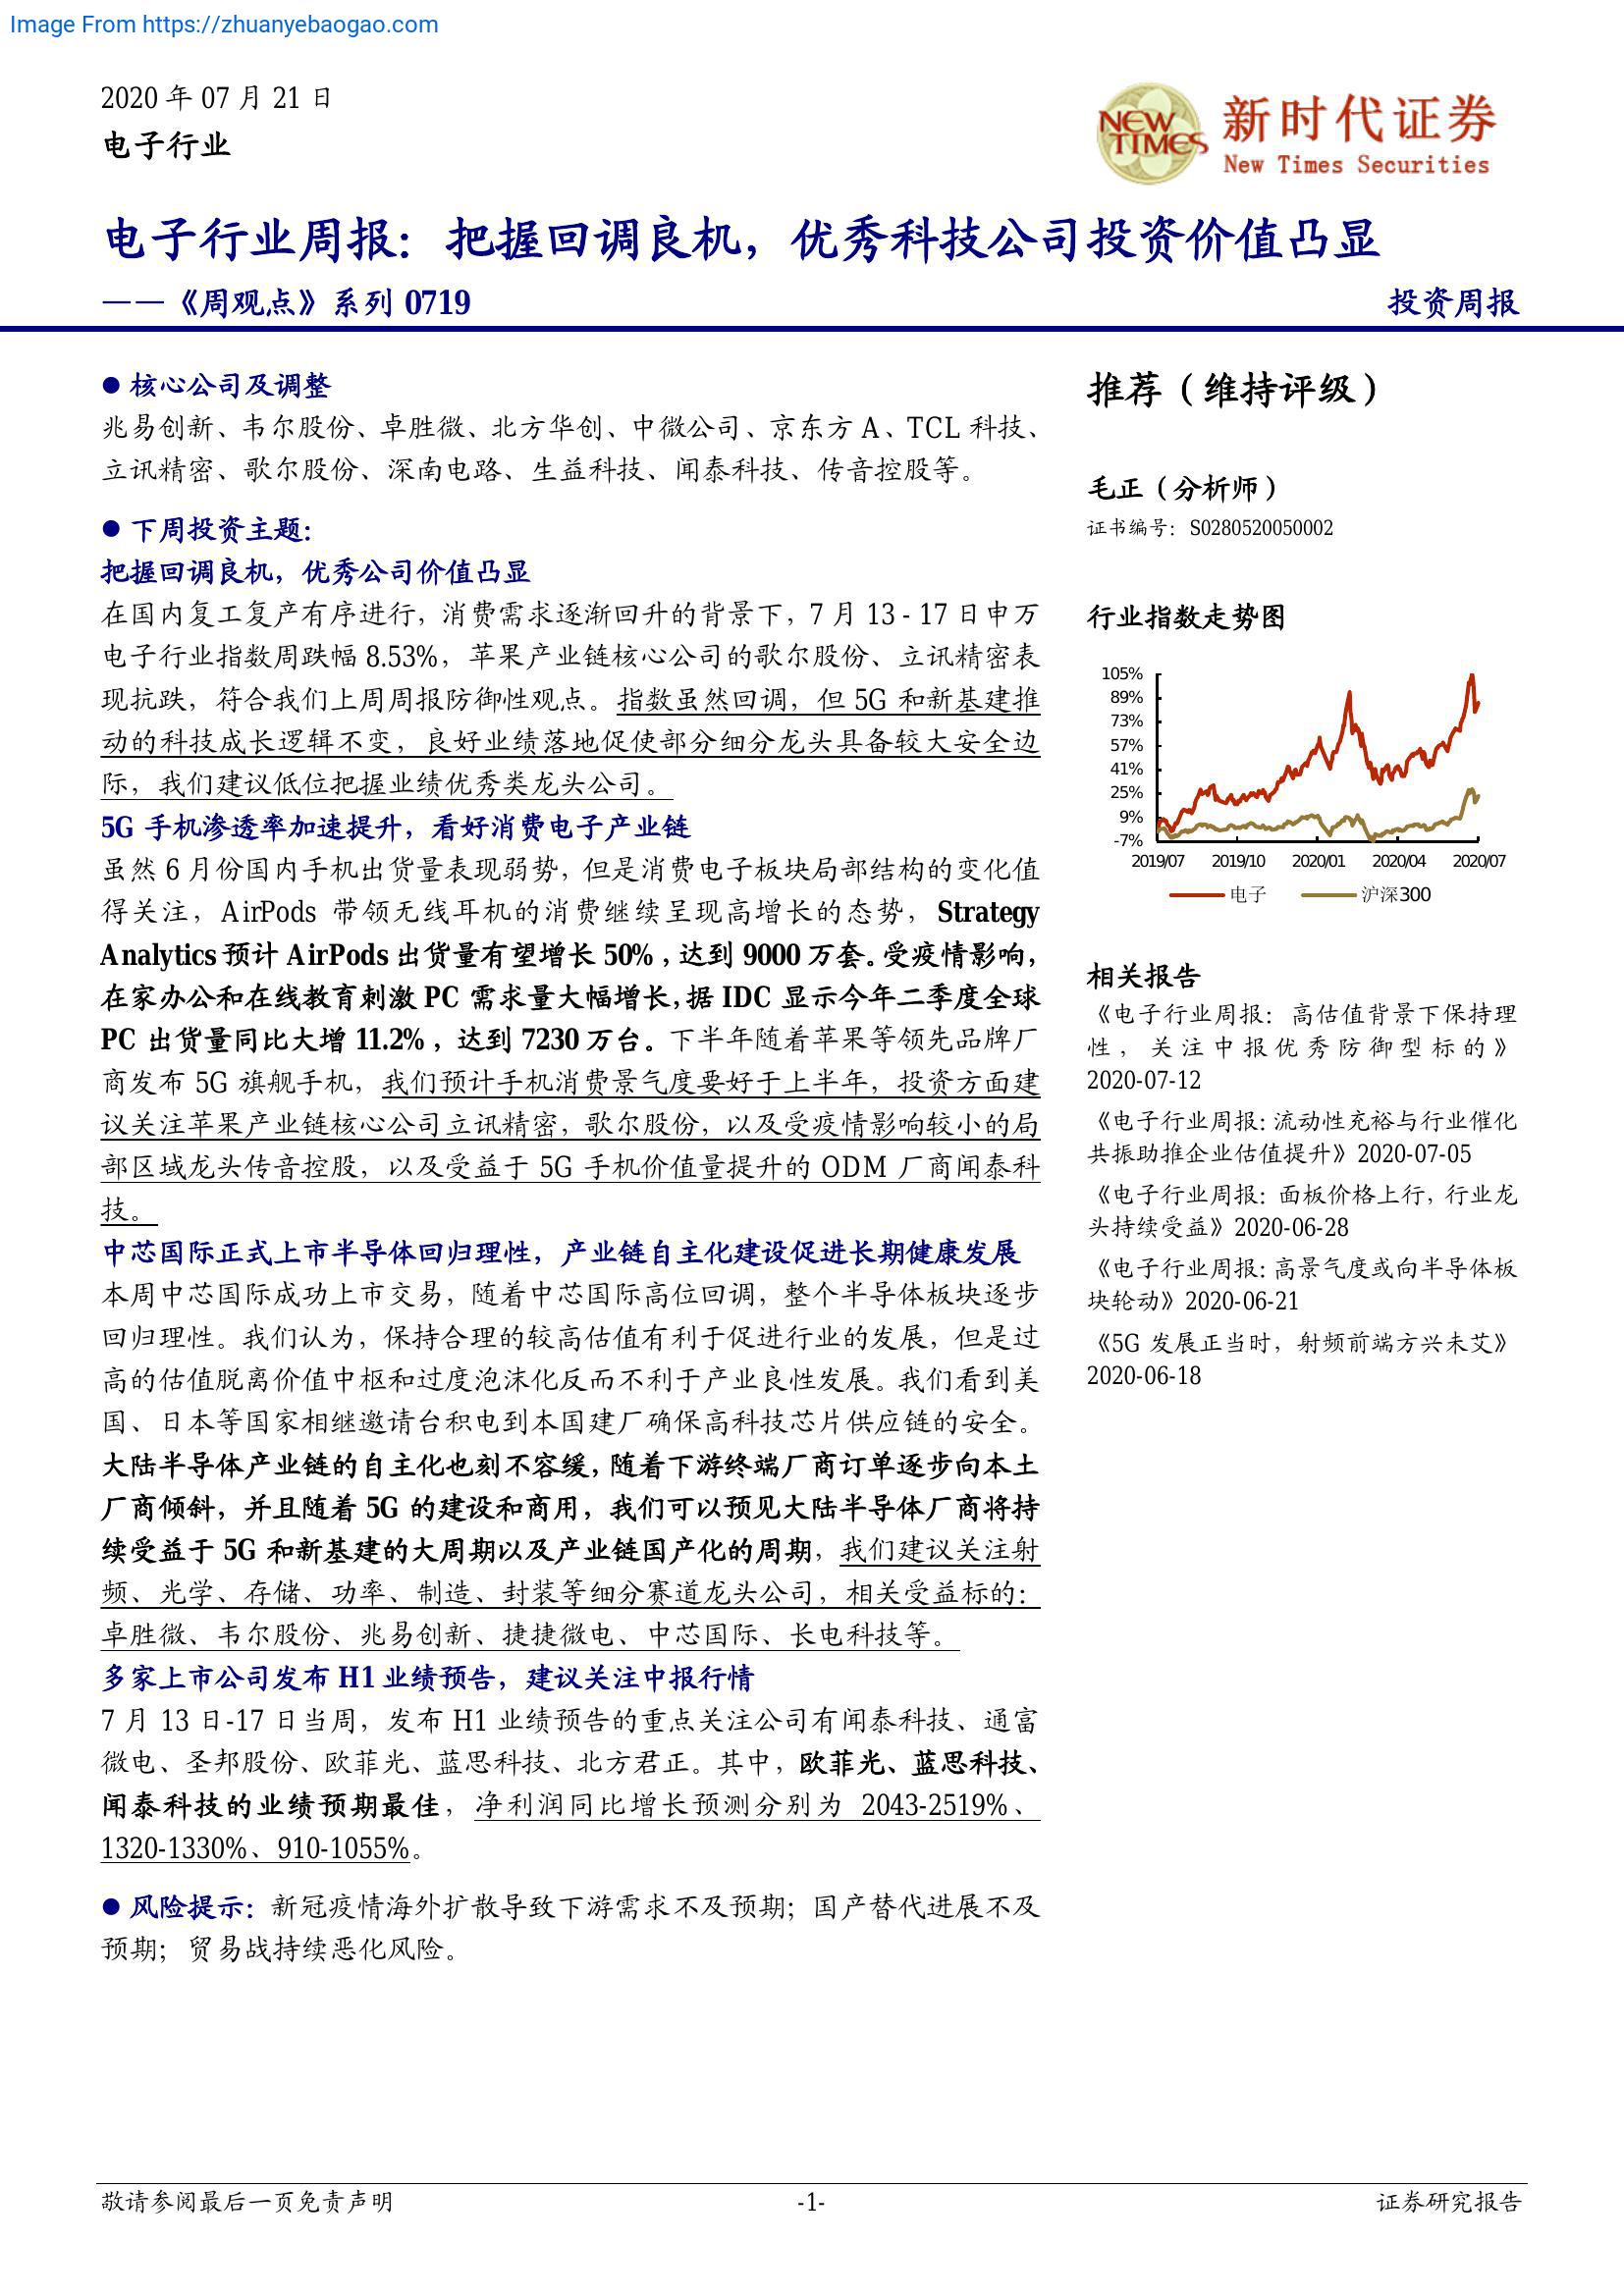 Image From https://zhuanyebaogao.com
2020 年 07 月 21 日
电子行业
NEW TIMES
新时代证券
New Times Securities
电子行业周报：把握回调良机，优秀科技公司投资价值凸显
——《周观点》系列 0719
投资周报
● 核心公司及调整
兆易创新、韦尔股份、卓胜微、北方华创、中微公司、京东方 A、TCL 科技、
立讯精密、歌尔股份、深南电路、生益科技、闻泰科技、传音控股等。
● 下周投资主题：
把握回调良机，优秀公司价值凸显
在国内复工复产有序进行，消费需求逐渐回升的背景下，7 月 13 - 17 日申万
电子行业指数周跌幅 8.53%，苹果产业链核心公司的歌尔股份、立讯精密表
现抗跌，符合我们上周周报防御性观点。指数虽然回调，但 5G 和新基建推
动的科技成长逻辑不变，良好业绩落地促使部分细分龙头具备较大安全边
际，我们建议低位把握业绩优秀类龙头公司。
5G 手机渗透率加速提升，看好消费电子产业链
虽然 6 月份国内手机出货量表现弱势，但是消费电子板块局部结构的变化值
得关注，AirPods 带领无线耳机的消费继续呈现高增长的态势，Strategy
Analytics 预计 AirPods 出货量有望增长 50%，达到 9000 万套。受疫情影响，
在家办公和在线教育刺激 PC 需求量大幅增长，据 IDC 显示今年二季度全球
PC 出货量同比大增 11.2%，达到 7230 万台。下半年随着苹果等领先品牌厂
商发布 5G 旗舰手机，我们预计手机消费景气度要好于上半年，投资方面建
议关注苹果产业链核心公司立讯精密，歌尔股份，以及受疫情影响较小的局
部区域龙头传音控股，以及受益于 5G 手机价值量提升的 ODM 厂商闻泰科
技。
中芯国际正式上市半导体回归理性，产业链自主化建设促进长期健康发展
本周中芯国际成功上市交易，随着中芯国际高位回调，整个半导体板块逐步
回归理性。我们认为，保持合理的较高估值有利于促进行业的发展，但是过
高的估值脱离价值中枢和过度泡沫化反而不利于产业良性发展。我们看到美
国、日本等国家相继邀请台积电到本国建厂确保高科技芯片供应链的安全。
大陆半导体产业链的自主化也刻不容缓，随着下游终端厂商订单逐步向本土
厂商倾斜，并且随着 5G 的建设和商用，我们可以预见大陆半导体厂商将持
续受益于 5G 和新基建的大周期以及产业链国产化的周期，我们建议关注射
频、光学、存储、功率、制造、封装等细分赛道龙头公司，相关受益标的：
卓胜微、韦尔股份、兆易创新、捷捷微电、中芯国际、长电科技等。
多家上市公司发布 H1 业绩预告，建议关注中报行情
7 月 13 日-17 日当周，发布 H1 业绩预告的重点关注公司有闻泰科技、通富
微电、圣邦股份、欧菲光、蓝思科技、北方君正。其中，欧菲光、蓝思科技、
闻泰科技的业绩预期最佳，净利润同比增长预测分别为 2043-2519%、
1320-1330%、910-1055%。
● 风险提示：新冠疫情海外扩散导致下游需求不及预期；国产替代进展不及
预期；贸易战持续恶化风险。
推荐（维持评级）
毛正（分析师）
证书编号：S0280520050002
行业指数走势图
105%
89%
73%
57%
41%
25%
9%
-7%
2019/07 2019/10 2020/01 2020/04 2020/07
电子 沪深300
相关报告
《电子行业周报：高估值背景下保持理
性，关注中报优秀防御型标的》
2020-07-12
《电子行业周报：流动性充裕与行业催化
共振助推企业估值提升》2020-07-05
《电子行业周报：面板价格上行，行业龙
头持续受益》2020-06-28
《电子行业周报：高景气度或向半导体板
块轮动》2020-06-21
《5G 发展正当时，射频前端方兴未艾》
2020-06-18
敬请参阅最后一页免责声明
-1-
证券研究报告